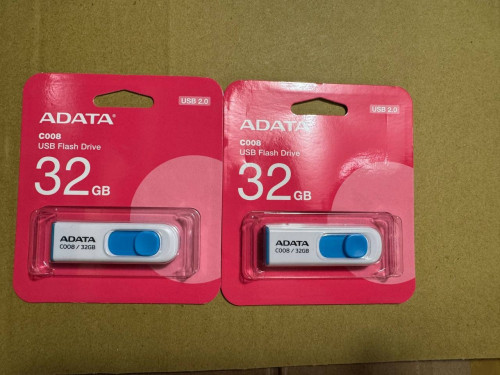 USB 2.0
ADATA®
C008
USB Flash Drive
32 GB
ADATA
C008 / 32GB
USB 2.0
ADATA®
C008
USB Flash Drive
32 GB
ADATA
C008 / 32GB